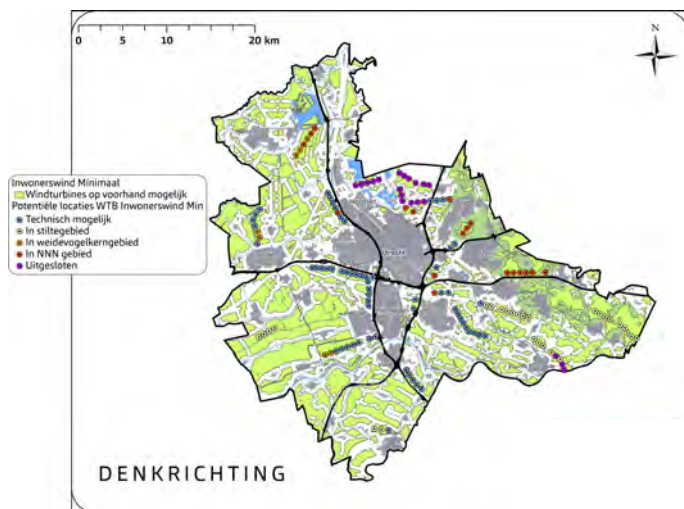 0 5 10 20 km
N
Inwonerswind Minimaal
Windturbines op voorhand mogelijk
Potentiële locaties WTB Inwonerswind Min
Technisch mogelijk
In stiltegebied
In weidevogelkerngebied
In NNN gebied
Uitgesloten
Utrecht
DENKRICHTING